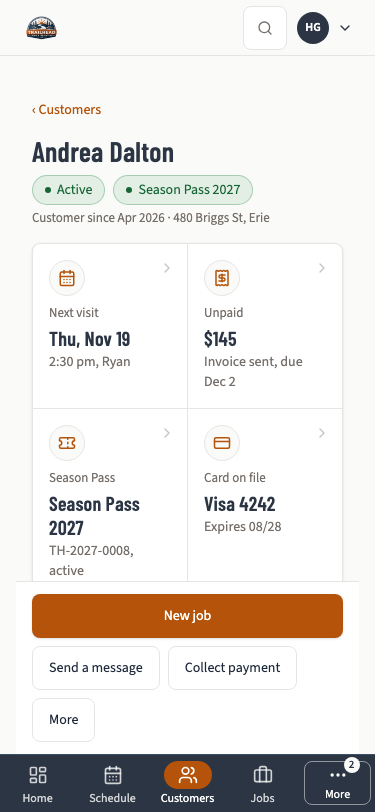 TRAILHEAD
HG
‹ Customers
Andrea Dalton
Active
Season Pass 2027
Customer since Apr 2026 · 480 Briggs St, Erie
Next visit
Thu, Nov 19
2:30 pm, Ryan
Unpaid
$145
Invoice sent, due
Dec 2
Season Pass
Season Pass
2027
TH-2027-0008,
active
Card on file
Visa 4242
Expires 08/28
New job
Send a message
Collect payment
More
Home
Schedule
Customers
Jobs
2
More